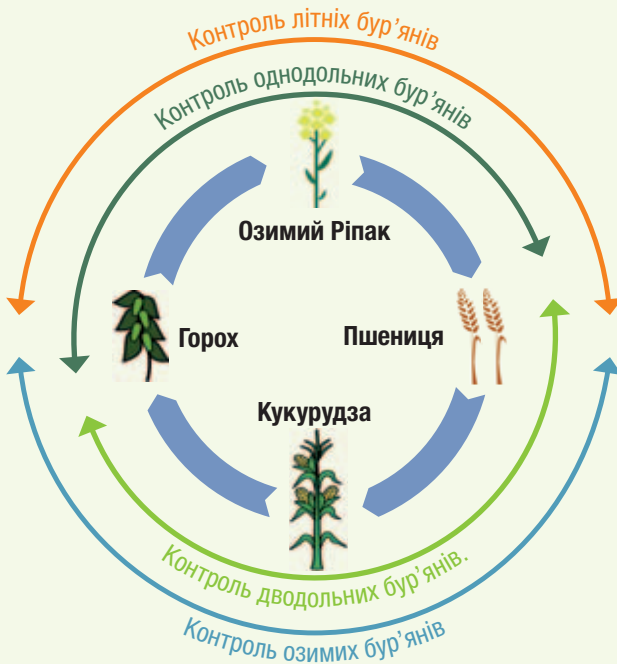 Контроль літніх бур’янів
Контроль однодольних бур’янів
Озимий Ріпак
Горох
Пшениця
Кукурудза
Контроль дводольних бур’янів.
Контроль озимих бур’янів